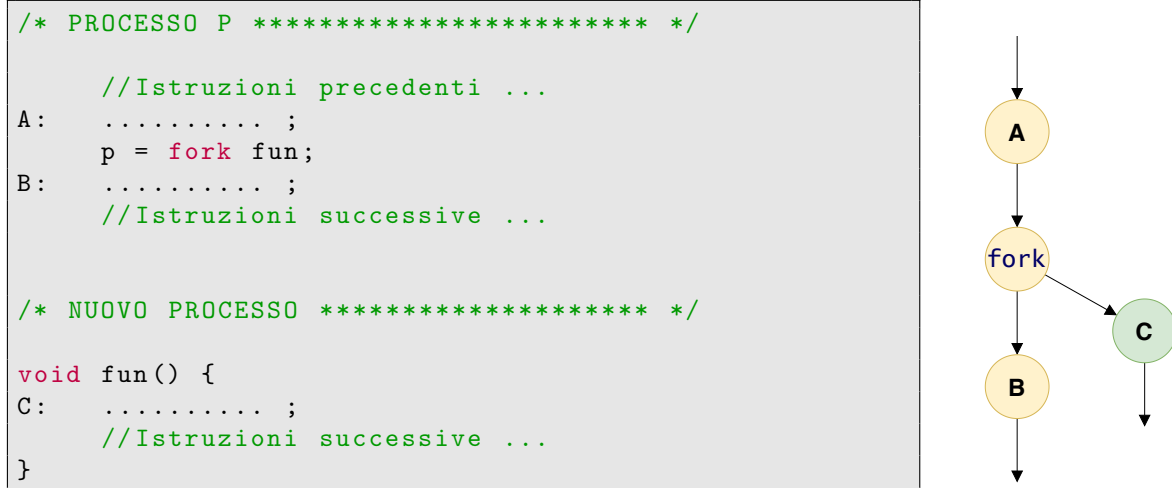 /* PROCESSO P ************************ */
//Istruzioni precedenti ...
A: .......... ;
p = fork fun;
B: .......... ;
//Istruzioni successive ...
/* NUOVO PROCESSO ******************** */
void fun() {
C: .......... ;
//Istruzioni successive ...
}
A
fork
C
B